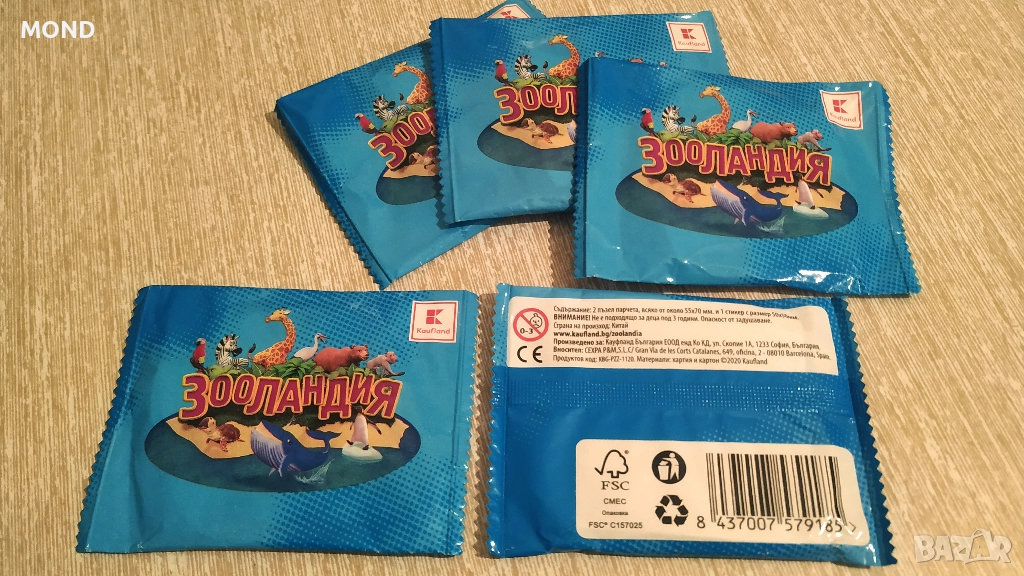 MOND
K
Kaufland
ЗООЛАНДИЯ
K
Kaufland
ЗООЛАНДИЯ
ЗООЛАНДИЯ
K
Kaufland
ЗООЛАНДИЯ
Съдържание: 2 пъзел парчета, всяко от около 55x70 мм, и 1 стикер с размер
ВНИМАНИЕ! Не е подходящо за деца под 3 години. Опасност от задушаване.
Страна на произход: Китай
www.kaufland.bg/zoolandia
Произведено за: Кауфланд България ЕООД енд Ко КД, ул. Скопие 1А, 1233 София, България.
Вносител: CEXPA P&M,S.L.C/ Gran Via de les Corts Catalanes, 649, oficina, 2 - 08010 Barcelona, Spain.
Продуктов код: KBG-PZZ-1120. Материали: картия и картон ©2020 Kaufland
0-3
CE
FSC
СМЕС
Опаковка
FSC® C157025
8 437007 579185
BAZAR